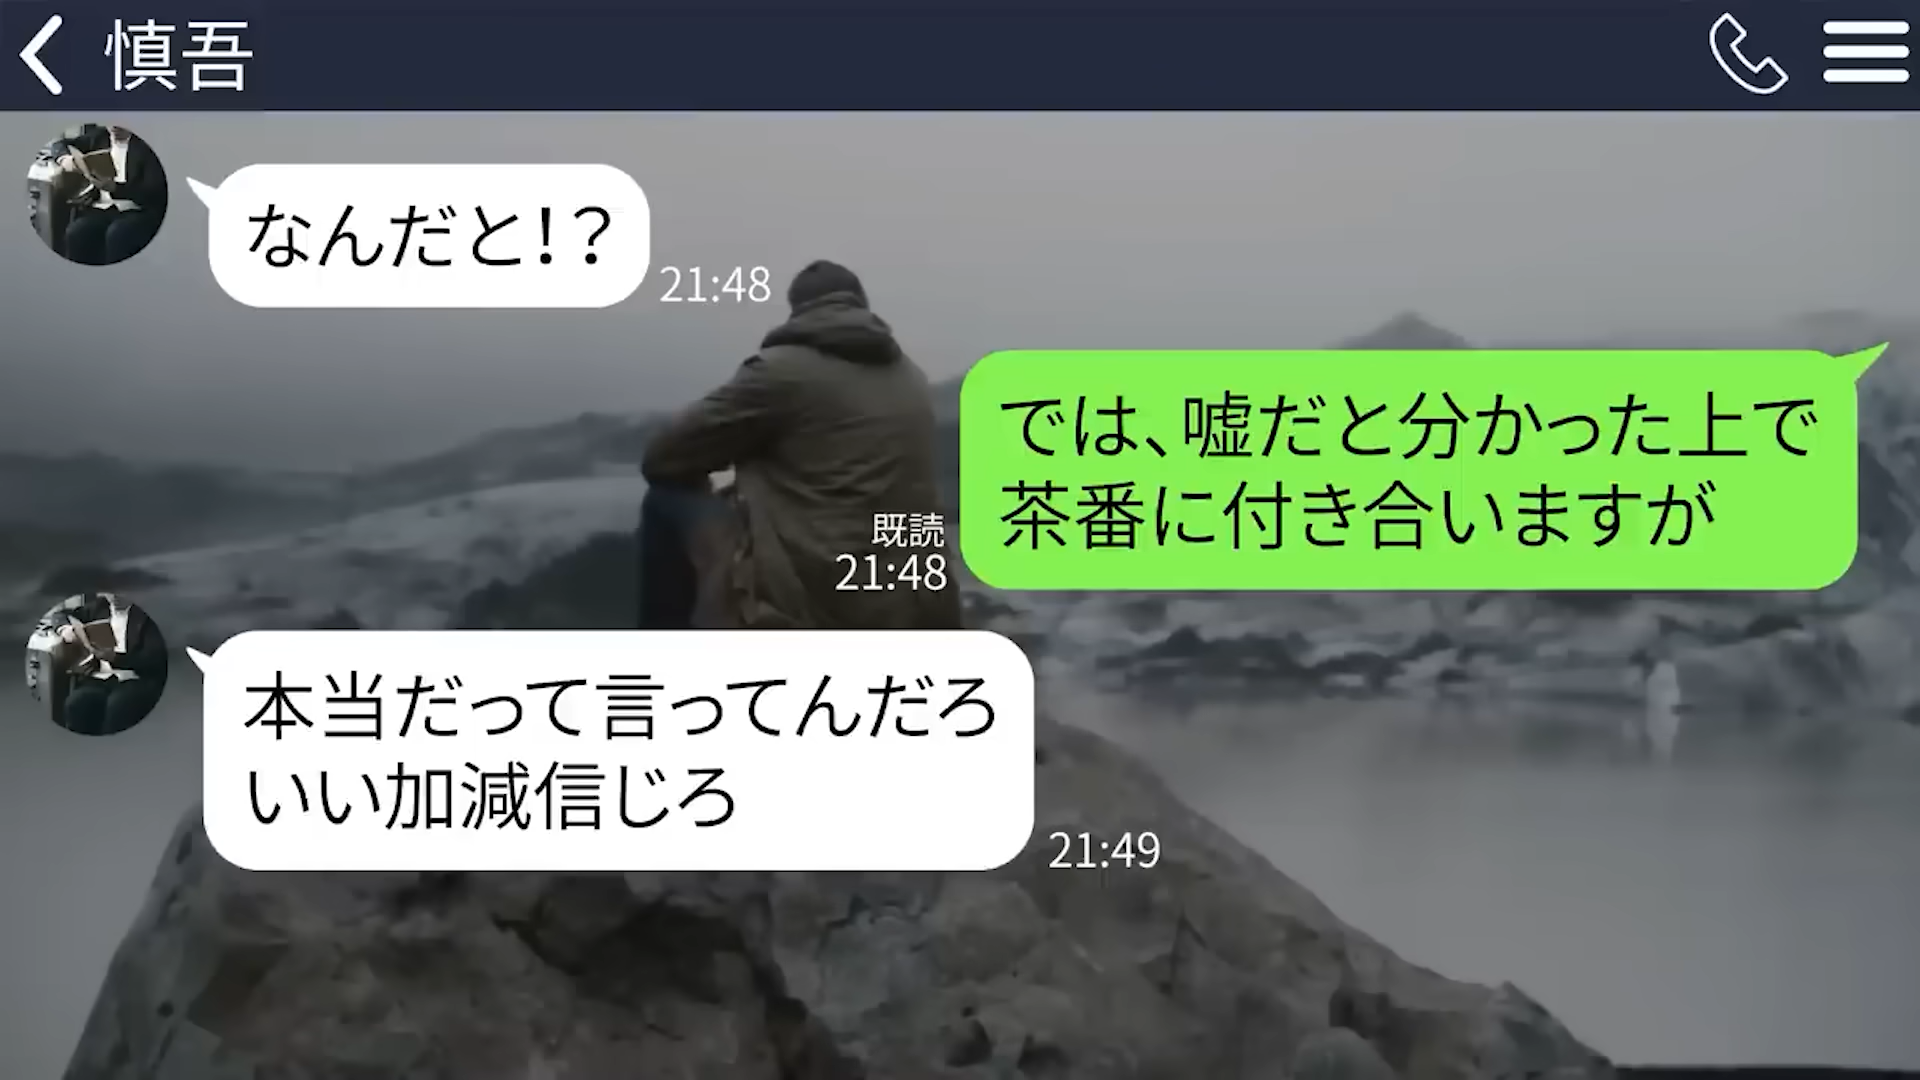 慎吾
なんだと!?
21:48
では、嘘だと分かった上で
茶番に付き合いますが
既読
21:48
本当だって言ってんだろ
いい加減信じろ
21:49